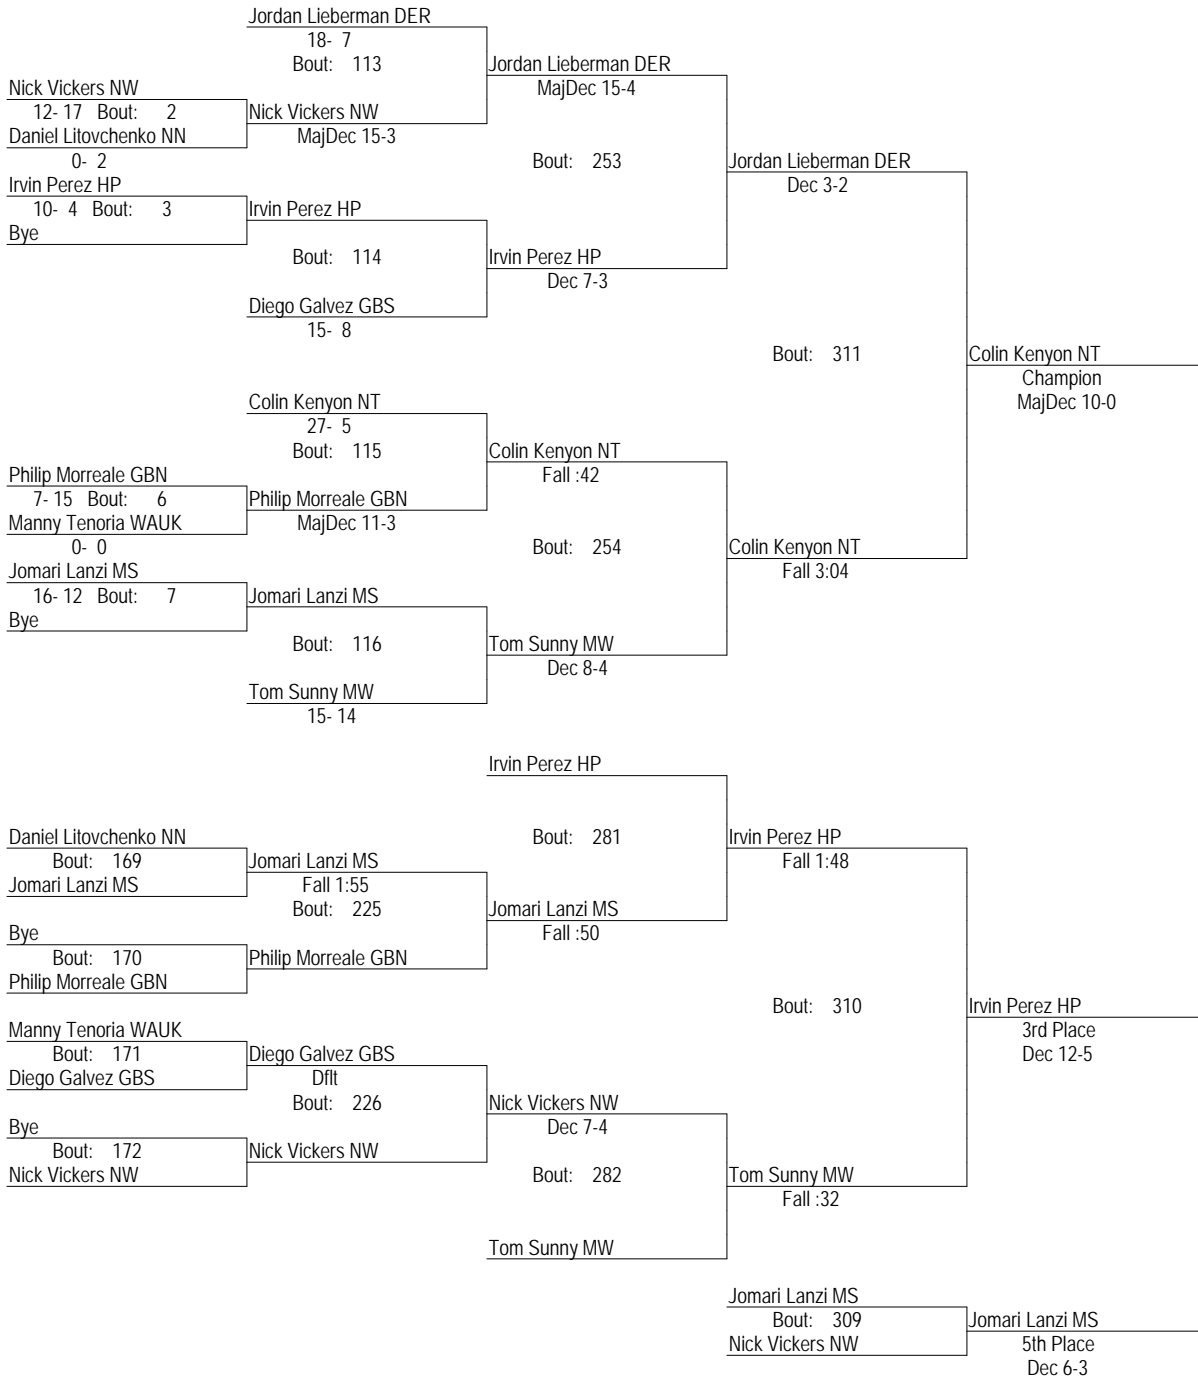 Jordan Lieberman DER
18- 7
Bout: 113
Jordan Lieberman DER
MajDec 15-4
Nick Vickers NW
12- 17 Bout: 2
Nick Vickers NW
MajDec 15-3
Daniel Litovchenko NN
0- 2
Bout: 253
Jordan Lieberman DER
Dec 3-2
Irvin Perez HP
10- 4 Bout: 3
Irvin Perez HP
Bye
Bout: 114
Irvin Perez HP
Dec 7-3
Diego Galvez GBS
15- 8
Bout: 311
Colin Kenyon NT
Champion
MajDec 10-0
Colin Kenyon NT
27- 5
Bout: 115
Colin Kenyon NT
Fall :42
Philip Morreale GBN
7- 15 Bout: 6
Philip Morreale GBN
MajDec 11-3
Manny Tenoria WAUK
0- 0
Bout: 254
Colin Kenyon NT
Fall 3:04
Jomari Lanzi MS
16- 12 Bout: 7
Jomari Lanzi MS
Bye
Bout: 116
Tom Sunny MW
Dec 8-4
Tom Sunny MW
15- 14
Irvin Perez HP
Bout: 281
Irvin Perez HP
Fall 1:48
Daniel Litovchenko NN
Bout: 169
Jomari Lanzi MS
Jomari Lanzi MS
Fall 1:55
Bout: 225
Jomari Lanzi MS
Fall :50
Bye
Bout: 170
Philip Morreale GBN
Philip Morreale GBN
Bout: 310
Irvin Perez HP
3rd Place
Dec 12-5
Manny Tenoria WAUK
Bout: 171
Diego Galvez GBS
Diego Galvez GBS
Dflt
Bout: 226
Nick Vickers NW
Dec 7-4
Bye
Bout: 172
Nick Vickers NW
Nick Vickers NW
Bout: 282
Tom Sunny MW
Fall :32
Tom Sunny MW
Jomari Lanzi MS
Bout: 309
Nick Vickers NW
Jomari Lanzi MS
5th Place
Dec 6-3